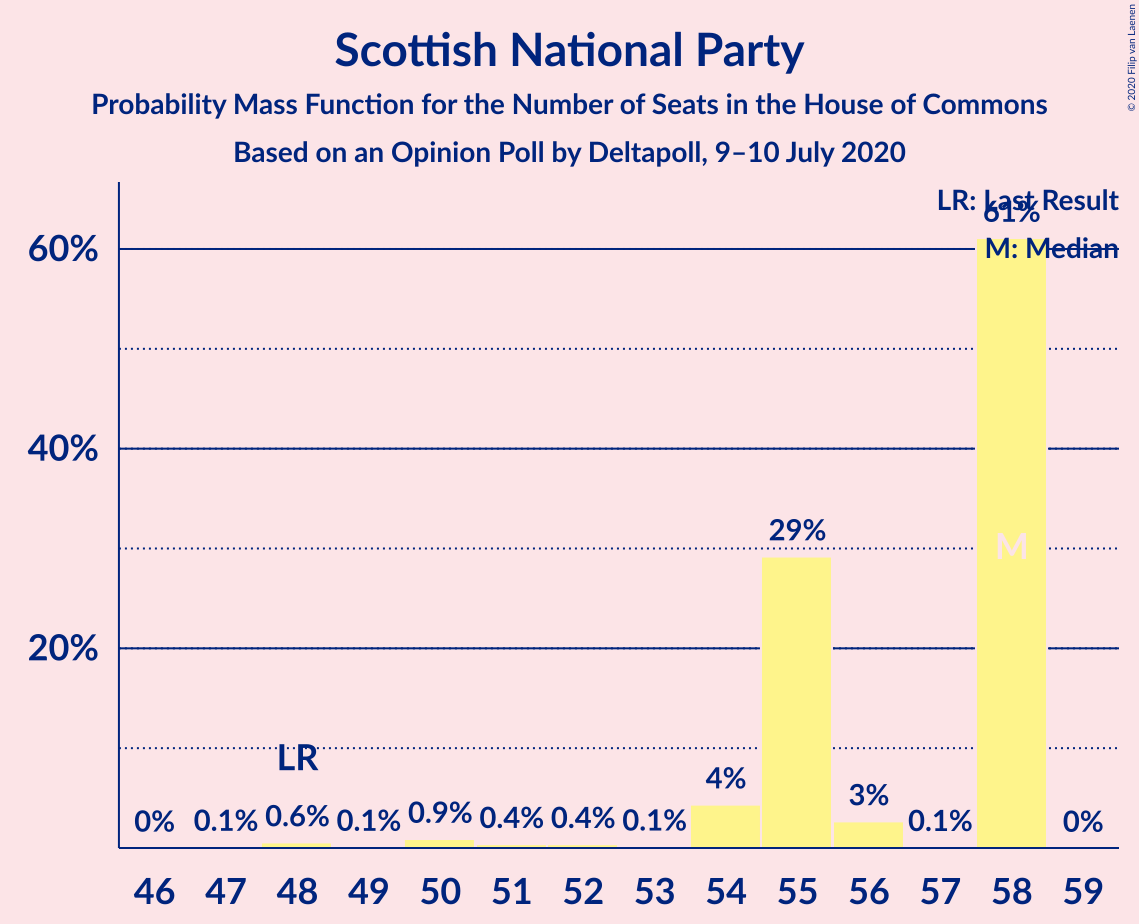 Scottish National Party
Probability Mass Function for the Number of Seats in the House of Commons
Based on an Opinion Poll by Deltapoll, 9–10 July 2020
© 2020 Filip van Laenen
LR: Last Result
M: Median
61%
60%
40%
29%
M
20%
LR
0% 0.1% 0.6% 0.1% 0.9% 0.4% 0.4% 0.1% 4% 3% 0.1% 0%
46 47 48 49 50 51 52 53 54 55 56 57 58 59